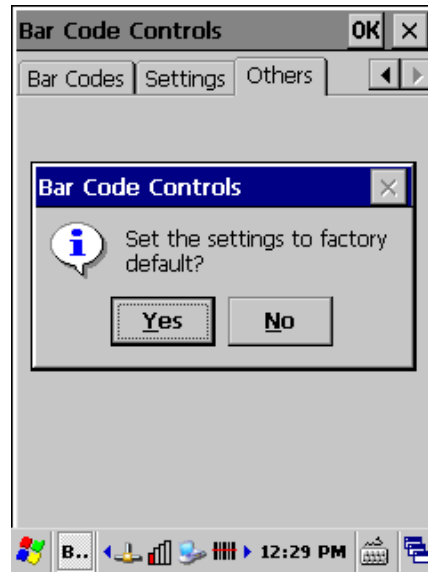 Bar Code Controls OK
Bar Codes Settings Others
Bar Code Controls
Set the settings to factory
default?
Yes No
B.. 12:29 PM